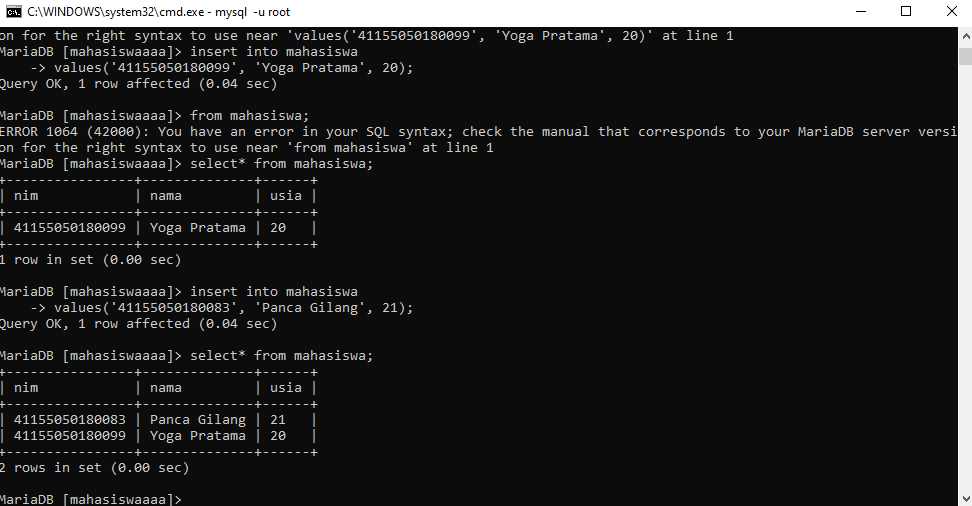 C:\WINDOWS\system32\cmd.exe - mysql -u root
on for the right syntax to use near 'values('41155050180099', 'Yoga Pratama', 20)' at line 1
MariaDB [mahasiswaaaa]> insert into mahasiswa
    -> values('41155050180099', 'Yoga Pratama', 20);
Query OK, 1 row affected (0.04 sec)

MariaDB [mahasiswaaaa]> from mahasiswa;
ERROR 1064 (42000): You have an error in your SQL syntax; check the manual that corresponds to your MariaDB server versi
on for the right syntax to use near 'from mahasiswa' at line 1
MariaDB [mahasiswaaaa]> select* from mahasiswa;
+----------------+--------------+------+
| nim            | nama         | usia |
+----------------+--------------+------+
| 41155050180099 | Yoga Pratama | 20   |
+----------------+--------------+------+
1 row in set (0.00 sec)

MariaDB [mahasiswaaaa]> insert into mahasiswa
    -> values('41155050180083', 'Panca Gilang', 21);
Query OK, 1 row affected (0.04 sec)

MariaDB [mahasiswaaaa]> select* from mahasiswa;
+----------------+--------------+------+
| nim            | nama         | usia |
+----------------+--------------+------+
| 41155050180083 | Panca Gilang | 21   |
| 41155050180099 | Yoga Pratama | 20   |
+----------------+--------------+------+
2 rows in set (0.00 sec)

MariaDB [mahasiswaaaa]>